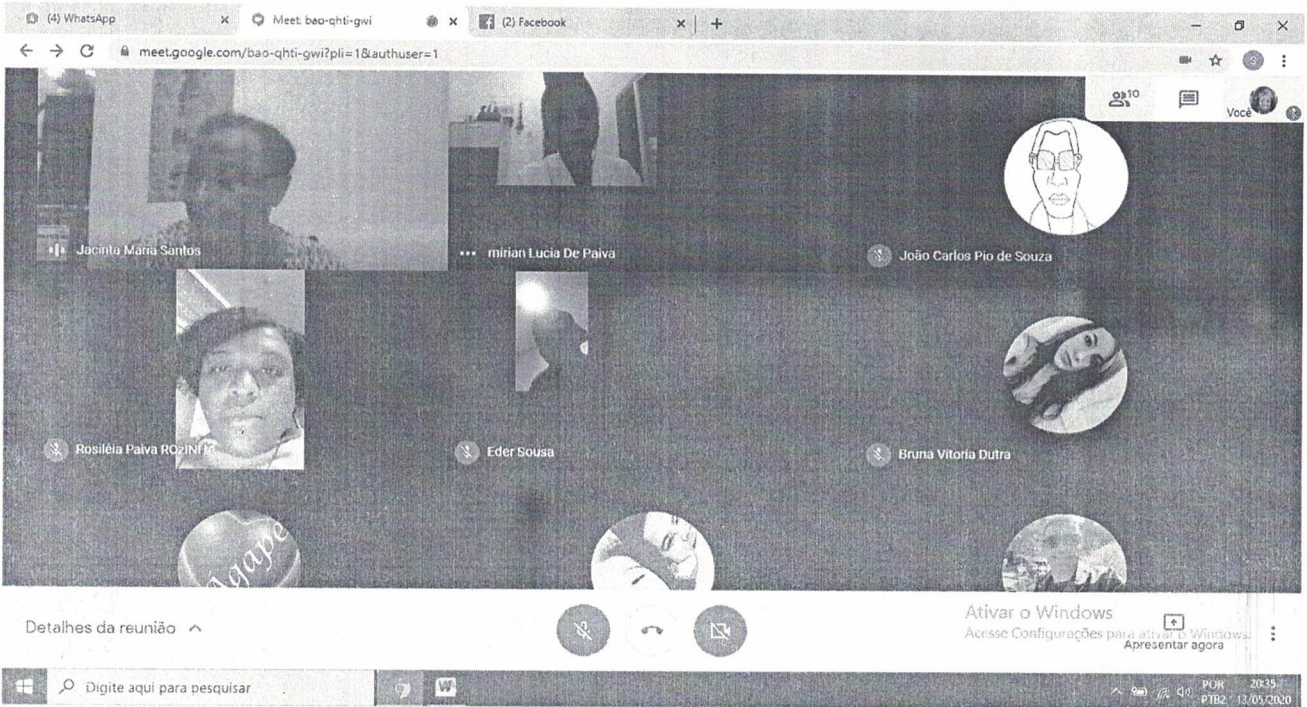 (4) WhatsApp
Meet: bao-qhti-gwi
(2) Facebook
meet.google.com/bao-qhti-gwi?pli=1&authuser=1
10
Você
Jacinta Maria Santos
mirian Lucia De Paiva
João Carlos Pio de Souza
Rosiléia Paiva ROzINHA
Eder Sousa
Bruna Vitoria Dutra
Ágape
Detalhes da reunião
Ativar o Windows
Acesse Configurações para ativar o Windows.
Apresentar agora
Digite aqui para pesquisar
W
POR
20:35
PTB2
13/05/2020